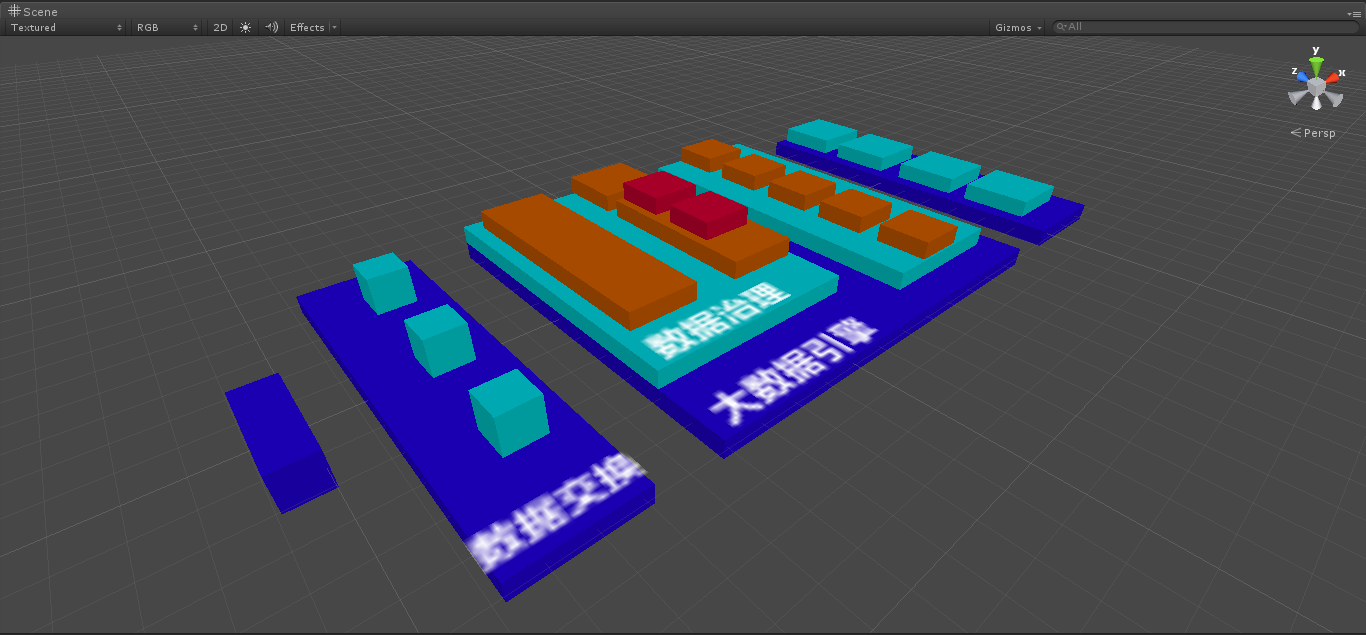 Scene
Textured RGB 2D Effects Gizmos All
y
z x
Persp
数据治理
大数据引擎
数据交换